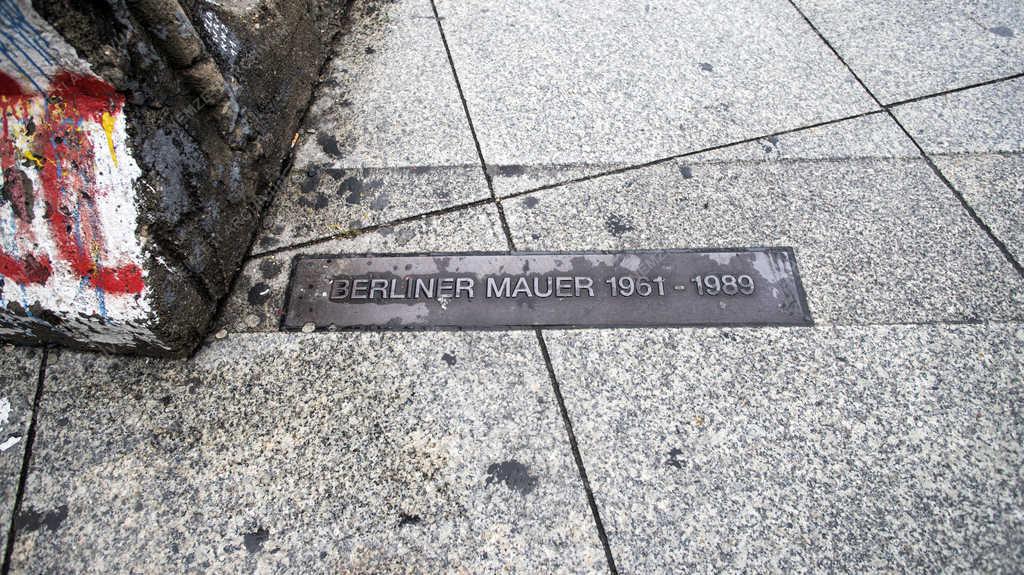 BERLINER MAUER 1961 - 1989